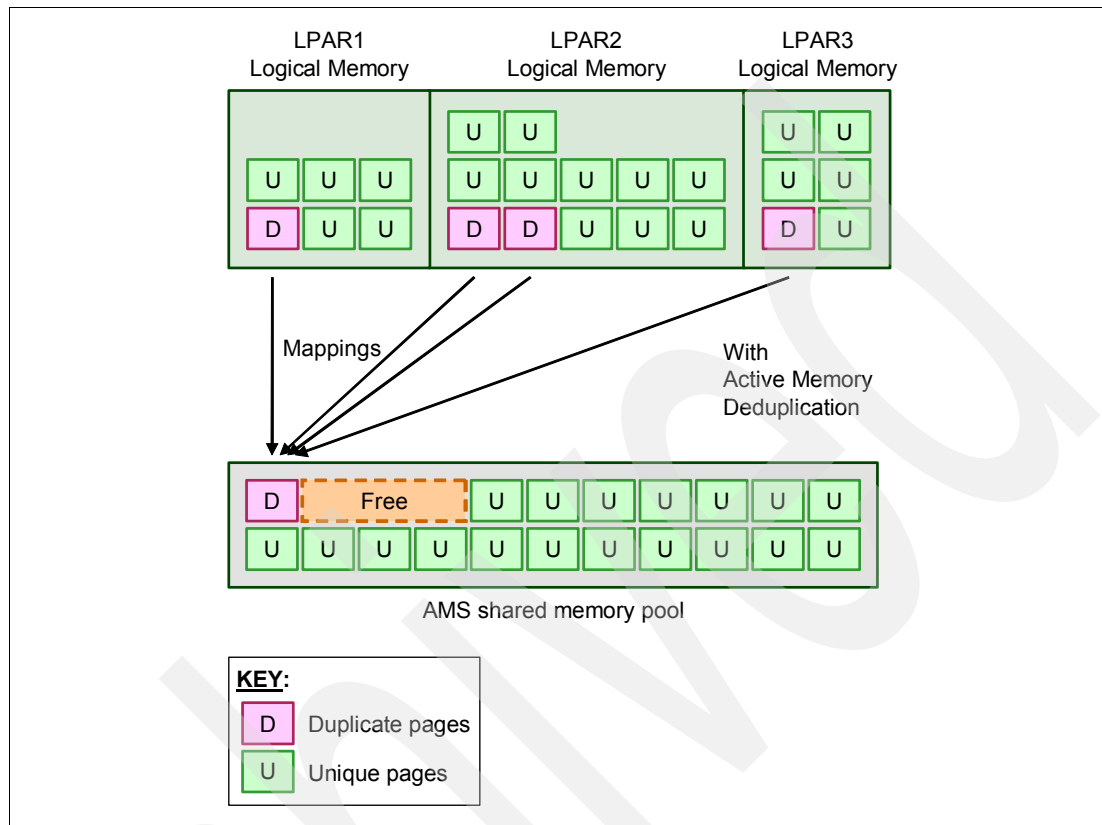 LPAR1 LPAR2 LPAR3
Logical Memory Logical Memory Logical Memory
U U U U
U U U U U U U U U U
D U U D D U U U D U
Mappings
With
Active Memory
Deduplication
D Free U U U U U U U
U U U U U U U U U U U
AMS shared memory pool
KEY:
D Duplicate pages
U Unique pages